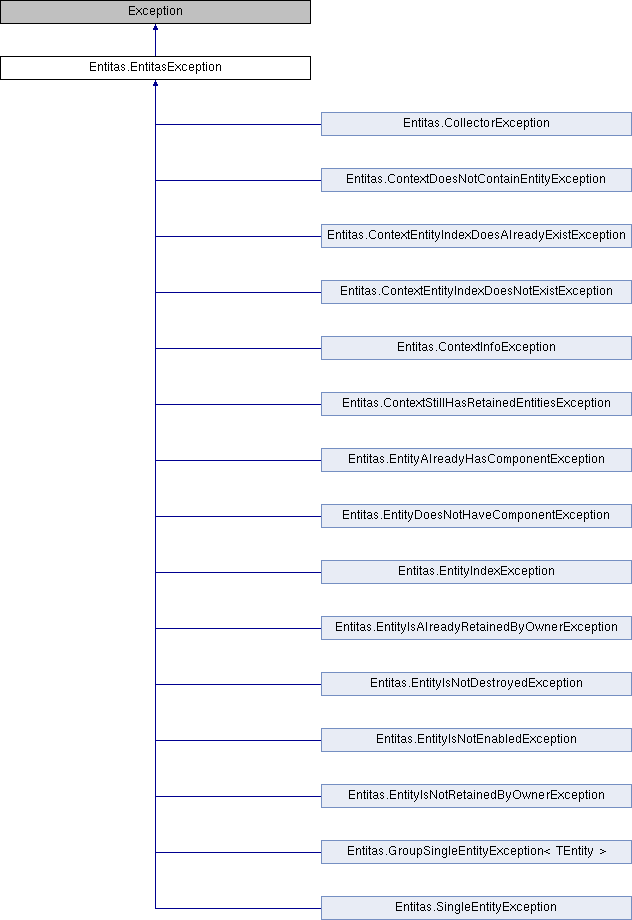 Exception
Entitas.EntitasException
Entitas.CollectorException
Entitas.ContextDoesNotContainEntityException
Entitas.ContextEntityIndexDoesAlreadyExistException
Entitas.ContextEntityIndexDoesNotExistException
Entitas.ContextInfoException
Entitas.ContextStillHasRetainedEntitiesException
Entitas.EntityAlreadyHasComponentException
Entitas.EntityDoesNotHaveComponentException
Entitas.EntityIndexException
Entitas.EntityIsAlreadyRetainedByOwnerException
Entitas.EntityIsNotDestroyedException
Entitas.EntityIsNotEnabledException
Entitas.EntityIsNotRetainedByOwnerException
Entitas.GroupSingleEntityException< TEntity >
Entitas.SingleEntityException